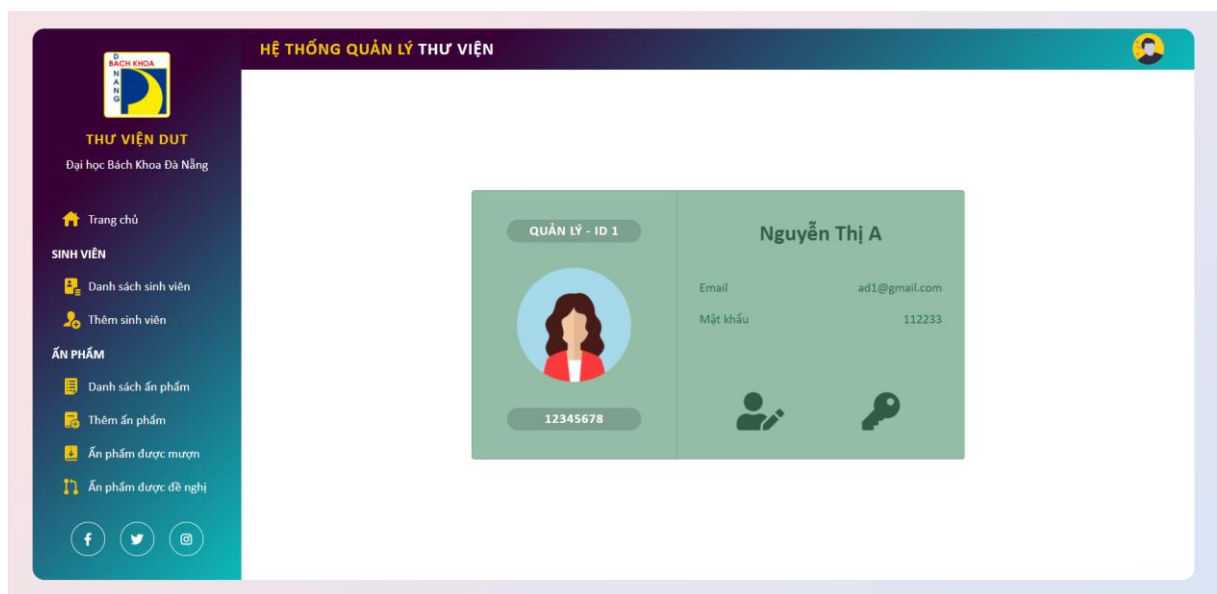 HỆ THỐNG QUẢN LÝ THƯ VIỆN
ĐÀ NẴNG
BÁCH KHOA
THƯ VIỆN DUT
Đại học Bách Khoa Đà Nẵng
Trang chủ
SINH VIÊN
Danh sách sinh viên
Thêm sinh viên
ẤN PHẨM
Danh sách ấn phẩm
Thêm ấn phẩm
Ấn phẩm được mượn
Ấn phẩm được đề nghị
QUẢN LÝ - ID 1
12345678
Nguyễn Thị A
Email ad1@gmail.com
Mật khẩu 112233